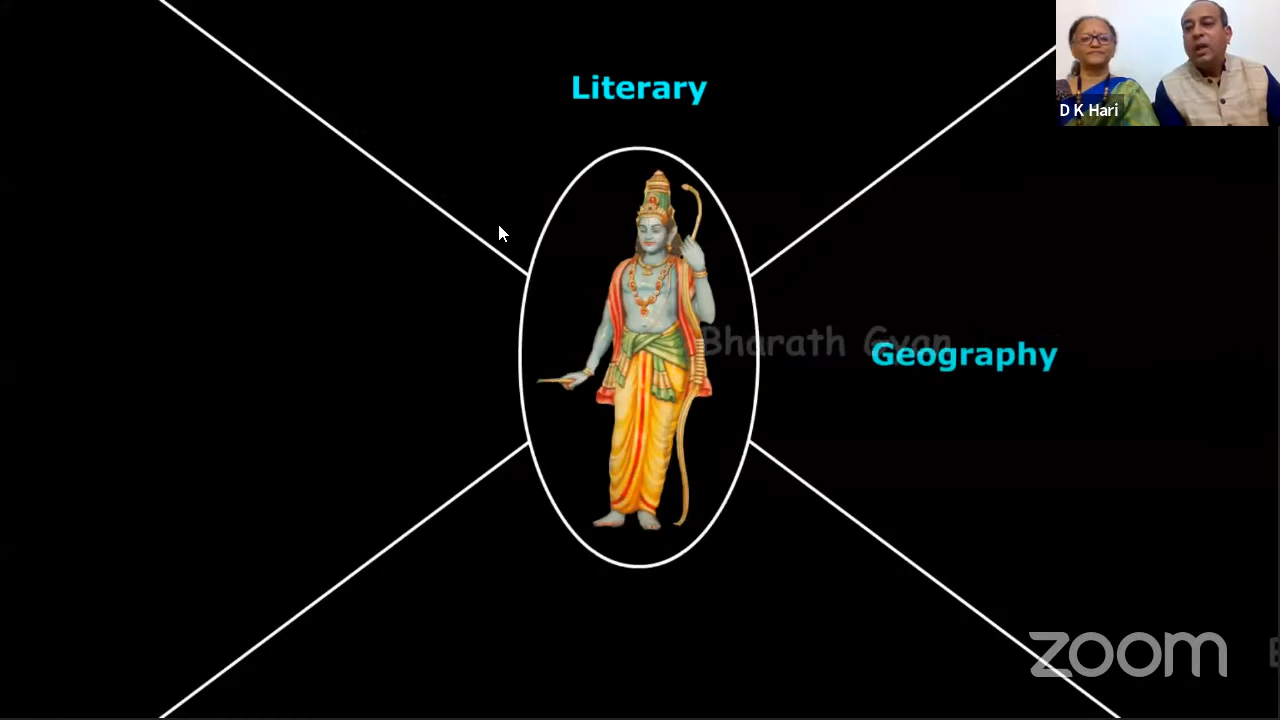 Literary
D K Hari
Bharath Gyan
Geography
zoom